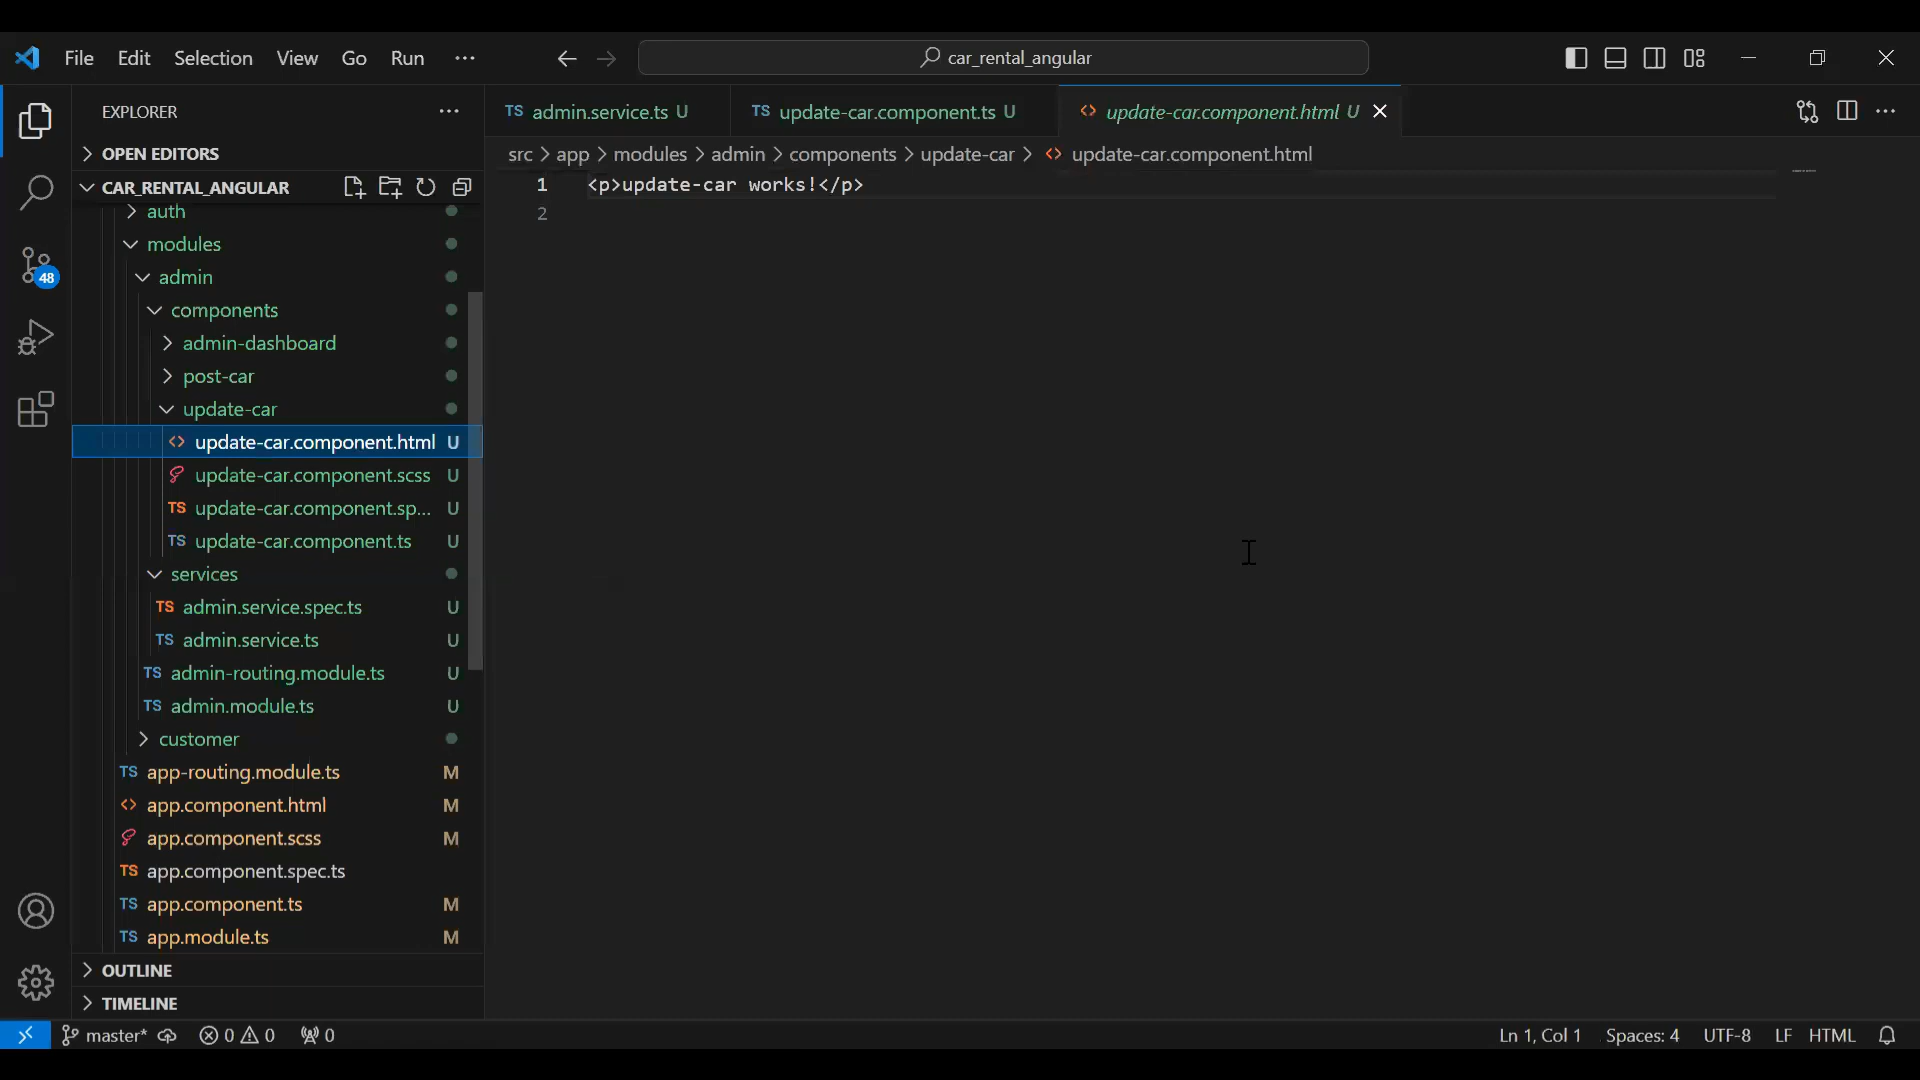 File Edit Selection View Go Run ··· car_rental_angular
EXPLORER
TS admin.service.ts U
TS update-car.component.ts U
<> update-car.component.html U
OPEN EDITORS
src > app > modules > admin > components > update-car > <> update-car.component.html
CAR_RENTAL_ANGULAR
1 <p>update-car works!</p>
2
auth
modules
admin
components
admin-dashboard
post-car
update-car
<> update-car.component.html U
update-car.component.scss U
TS update-car.component.sp... U
TS update-car.component.ts U
services
TS admin.service.spec.ts U
TS admin.service.ts U
TS admin-routing.module.ts U
TS admin.module.ts U
customer
TS app-routing.module.ts M
<> app.component.html M
app.component.scss M
TS app.component.spec.ts
TS app.component.ts M
TS app.module.ts M
OUTLINE
TIMELINE
48
master* 0 0 0 Ln 1, Col 1 Spaces: 4 UTF-8 LF HTML